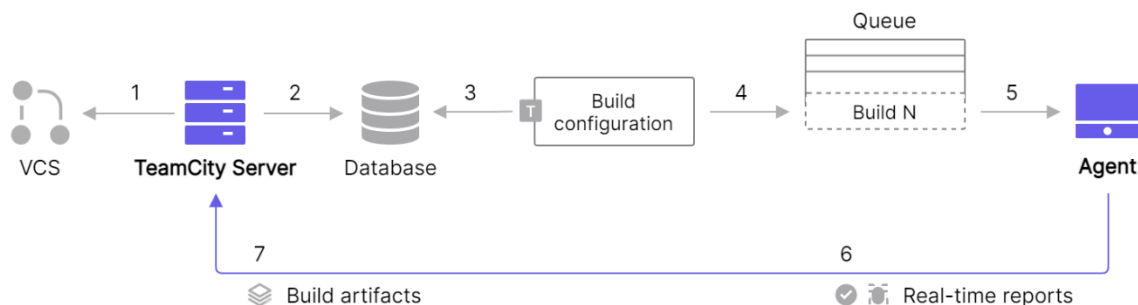 Queue
1
2
3
T
Build
configuration
4
Build N
5
VCS
TeamCity Server
Database
Agent
7
6
Build artifacts
Real-time reports